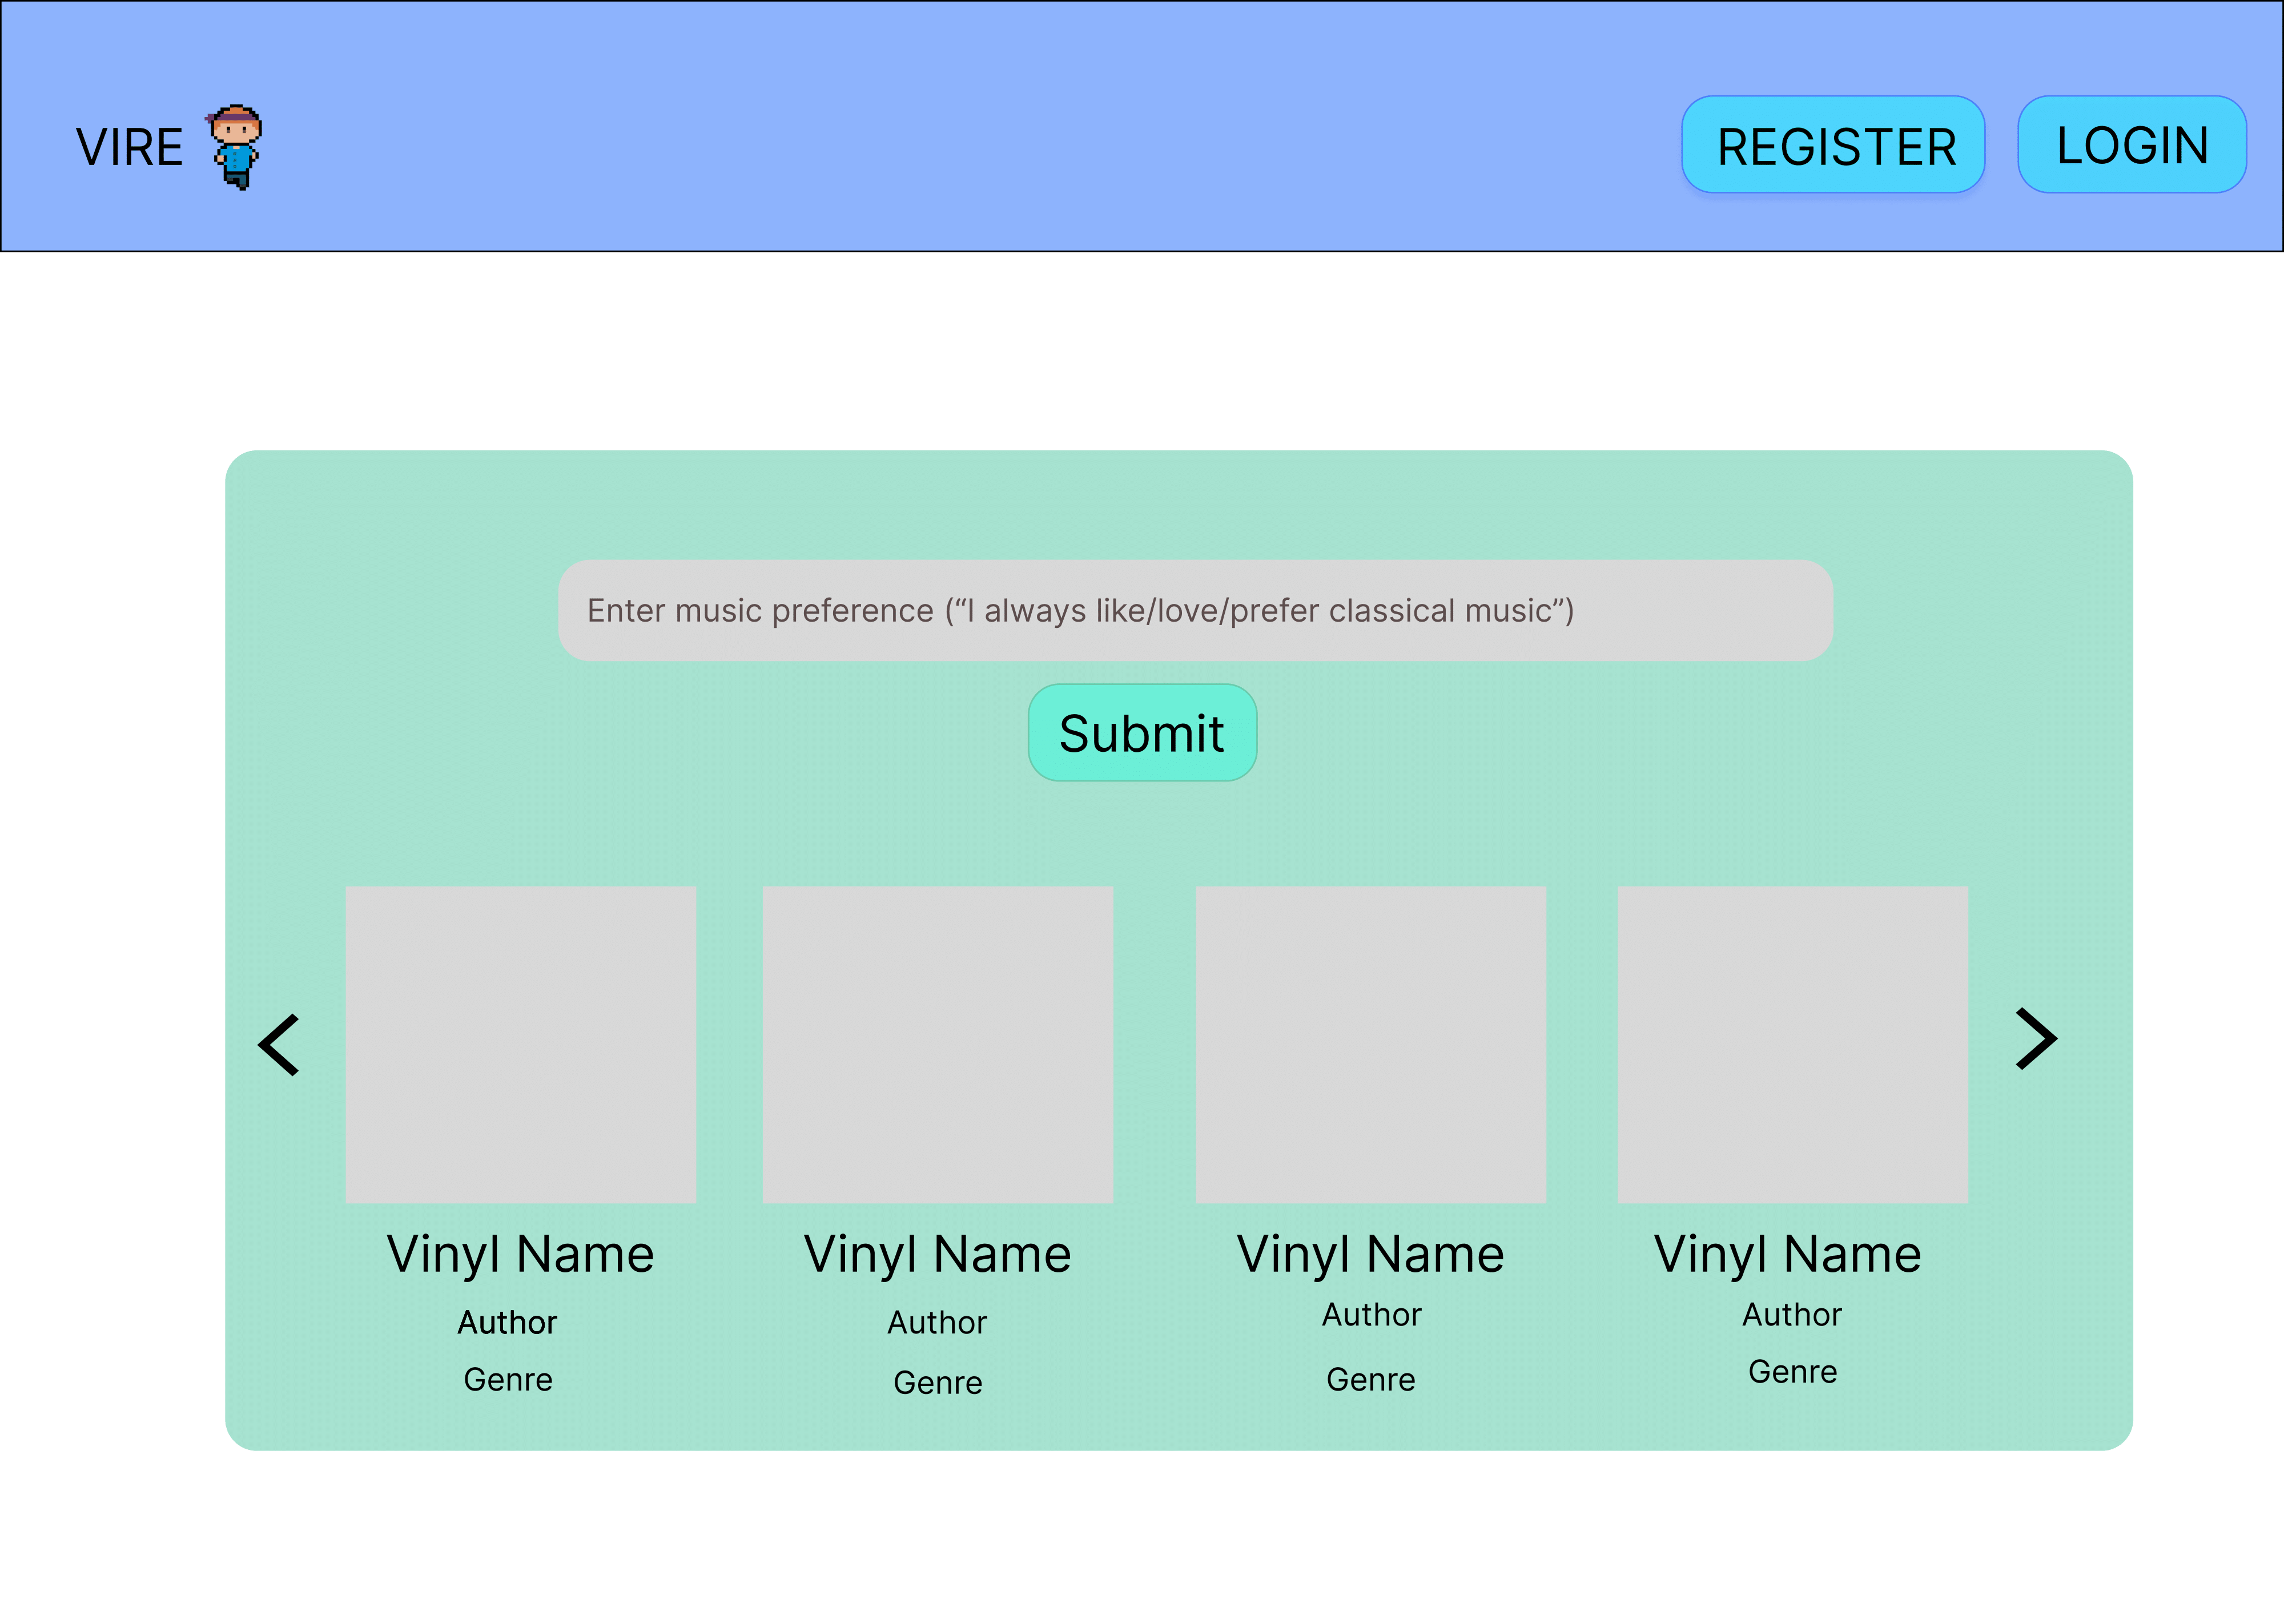 VIRE
REGISTER
LOGIN
Enter music preference (“I always like/love/prefer classical music”)
Submit
Vinyl Name
Author
Genre
Vinyl Name
Author
Genre
Vinyl Name
Author
Genre
Vinyl Name
Author
Genre